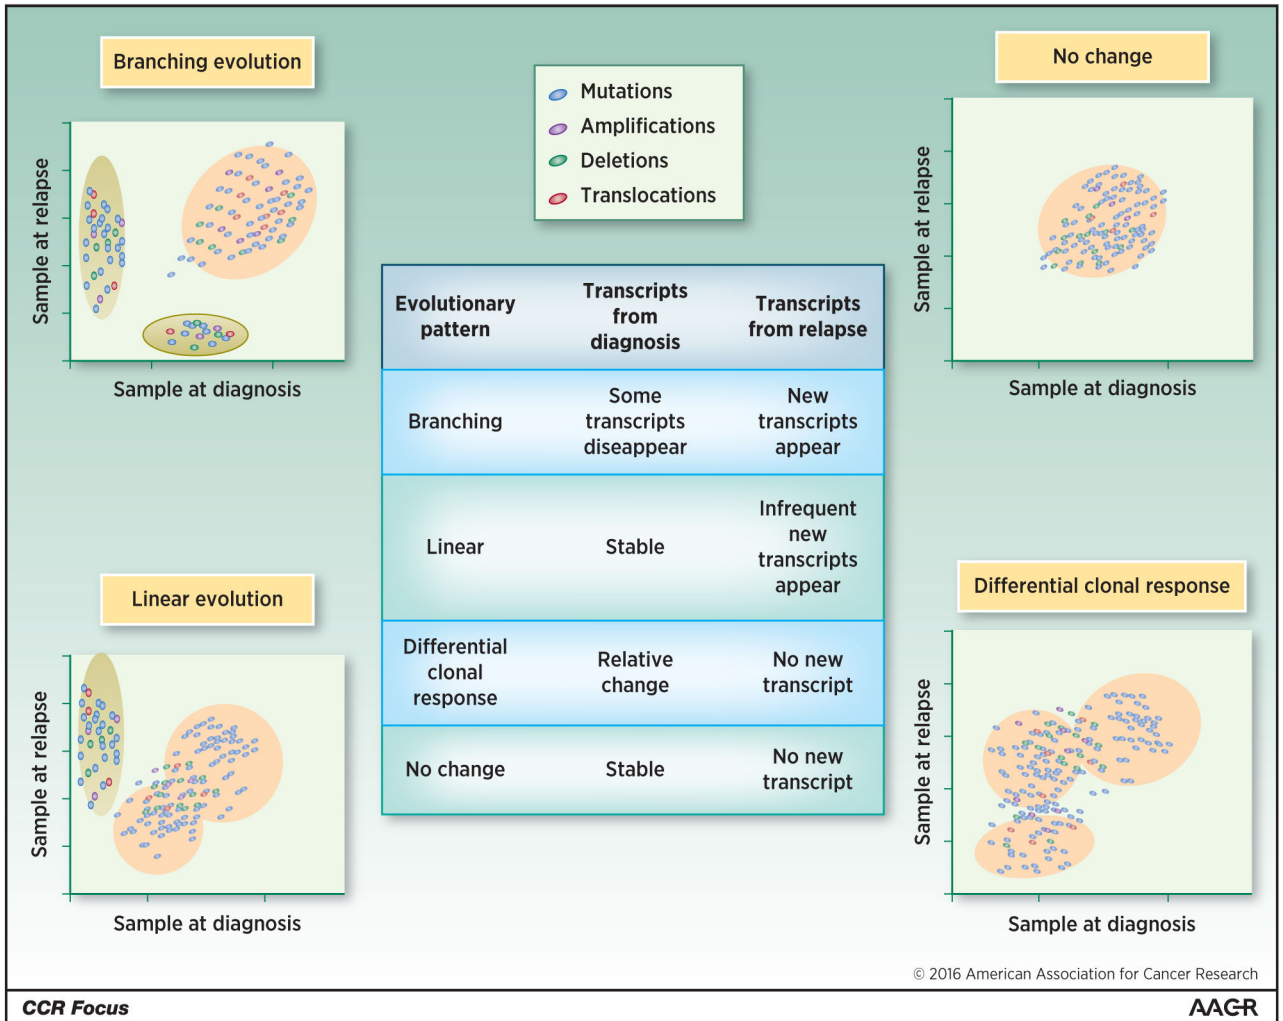 Branching evolution
Sample at relapse
Sample at diagnosis
Mutations
Amplifications
Deletions
Translocations
No change
Sample at relapse
Sample at diagnosis
Evolutionary pattern
Transcripts from diagnosis
Transcripts from relapse
Branching
Some transcripts diseappear
New transcripts appear
Linear
Stable
Infrequent new transcripts appear
Differential clonal response
Relative change
No new transcript
No change
Stable
No new transcript
Linear evolution
Sample at relapse
Sample at diagnosis
Differential clonal response
Sample at relapse
Sample at diagnosis
© 2016 American Association for Cancer Research
CCR Focus
AACR